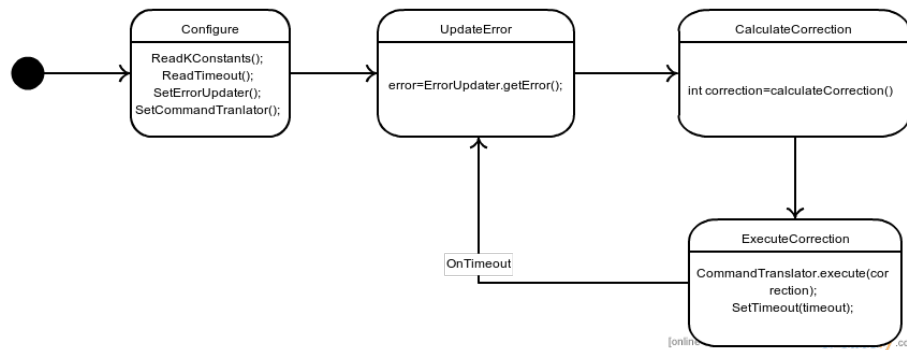 Configure
ReadKConstants();
ReadTimeout();
SetErrorUpdater();
SetCommandTranlator();
UpdateError
error=ErrorUpdater.getError();
CalculateCorrection
int correction=calculateCorrection()
ExecuteCorrection
CommandTranslator.execute(cor
rection);
SetTimeout(timeout);
OnTimeout
[online